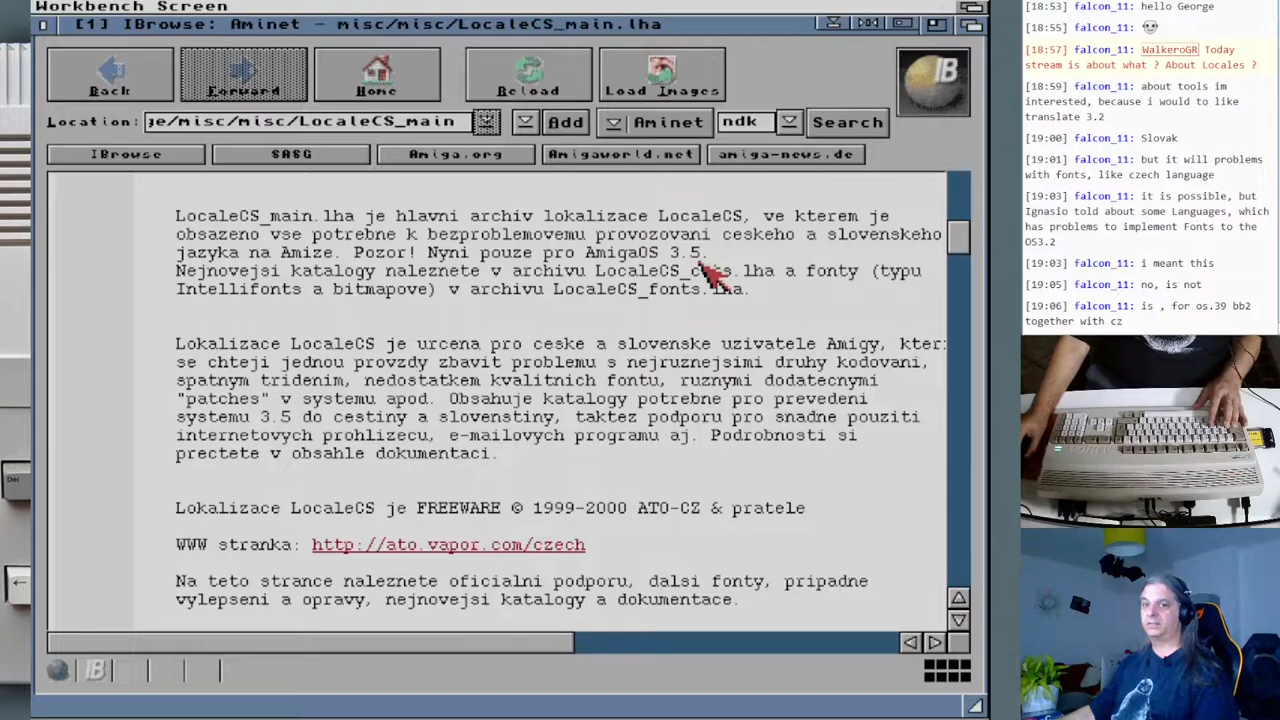 Workbench Screen
[1] IBrowse: Aminet - misc/misc/LocaleCS_main.lha
Back
Forward
Home
Reload
Load Images
IB
Location:
ge/misc/misc/LocaleCS_main
Add
Aminet
ndk
Search
IBrowse
SASG
Amiga.org
Amigaworld.net
amiga-news.de
LocaleCS_main.lha je hlavni archiv lokalizace LocaleCS, ve kterem je
obsazeno vse potrebne k bezproblemovemu provozovani ceskeho a slovenskeho
jazyka na Amize. Pozor! Nyni pouze pro AmigaOS 3.5.
Nejnovejsi katalogy naleznete v archivu a fonty (typu
Intellifonts a bitmapove) v archivu LocaleCS_fonts.lha.
Lokalizace LocaleCS je urcena pro ceske a slovenske uzivatele Amigy, kter
se chteji jednou provzdy zbavit problemu s nejruznejsimi druhy kodovani,
spatnym tridenim, nedostatkem kvalitnich fontu, ruznymi dodatecnymi
"patches" v systemu apod. Obsahuje katalogy potrebne pro prevedeni
systemu 3.5 do cestiny a slovenstiny, taktez podporu pro snadne pouziti
internetovych prohlizecu, e-mailovych programu aj. Podrobnosti si
prectete v obsahle dokumentaci.
Lokalizace LocaleCS je FREEWARE © 1999-2000 ATO-CZ & pratele
WWW stranka: http://ato.vapor.com/czech
Na teto strance naleznete oficialni podporu, dalsi fonty, pripadne
vylepseni a opravy, nejnovejsi katalogy a dokumentace.
IB
Del
[18:53] falcon_11: hello George
[18:55] falcon_11:
[18:57] falcon_11: WalkeroGR Today
stream is about what ? About Locales ?
[18:59] falcon_11: about tools im
interested, because i would to like
translate 3.2
[19:00] falcon_11: Slovak
[19:01] falcon_11: but it will problems
with fonts, like czech language
[19:03] falcon_11: it is possible, but
Ignasio told about some Languages, which
has problems to implement Fonts to the
OS3.2
[19:03] falcon_11: i meant this
[19:05] falcon_11: no, is not
[19:06] falcon_11: is , for os.39 bb2
together with cz